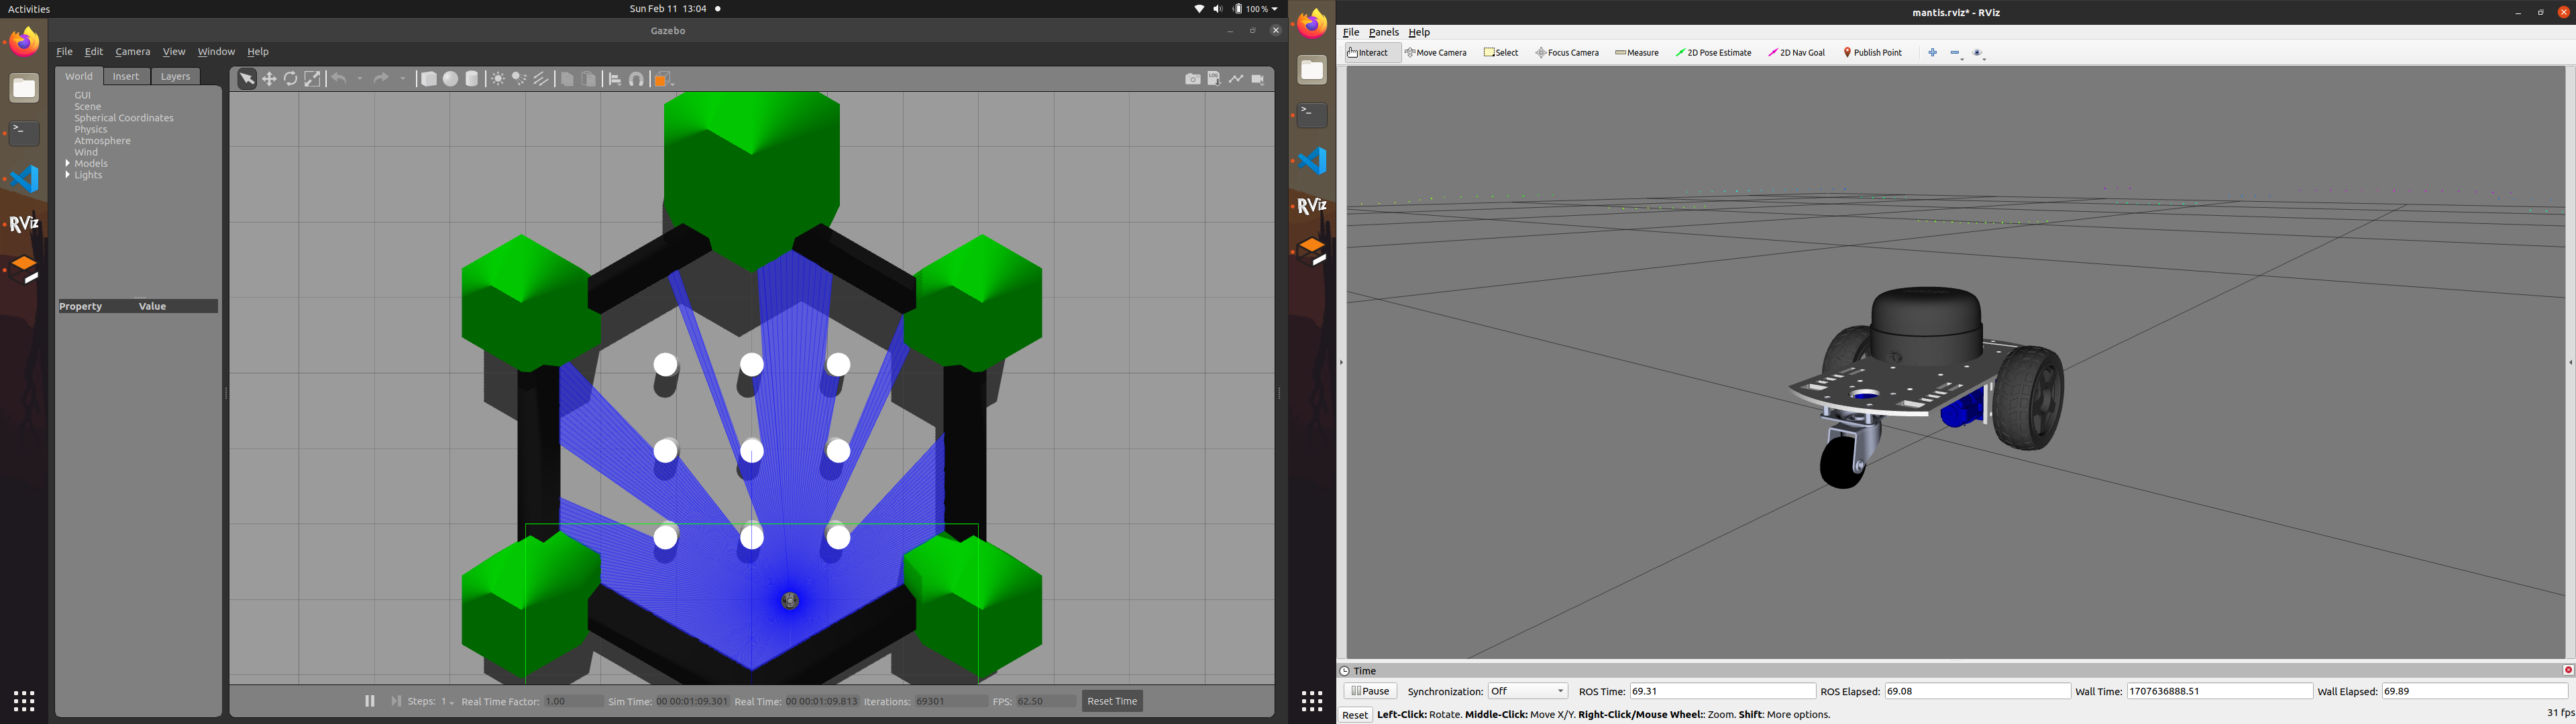 Activities
Sun Feb 11 13:04
100 %
Gazebo
File Edit Camera View Window Help
World Insert Layers
GUI
Scene
Spherical Coordinates
Physics
Atmosphere
Wind
Models
Lights
Property Value
RViz
Steps: 1 Real Time Factor: 1.00 Sim Time: 00 00:01:09.301 Real Time: 00 00:01:09.813 Iterations: 69301 FPS: 62.50 Reset Time
RViz
mantis.rviz* - RViz
File Panels Help
Interact Move Camera Select Focus Camera Measure 2D Pose Estimate 2D Nav Goal Publish Point
Time
Pause Synchronization: Off ROS Time: 69.31 ROS Elapsed: 69.08 Wall Time: 1707636888.51 Wall Elapsed: 69.89
Reset Left-Click: Rotate. Middle-Click: Move X/Y. Right-Click/Mouse Wheel:: Zoom. Shift: More options. 31 fps